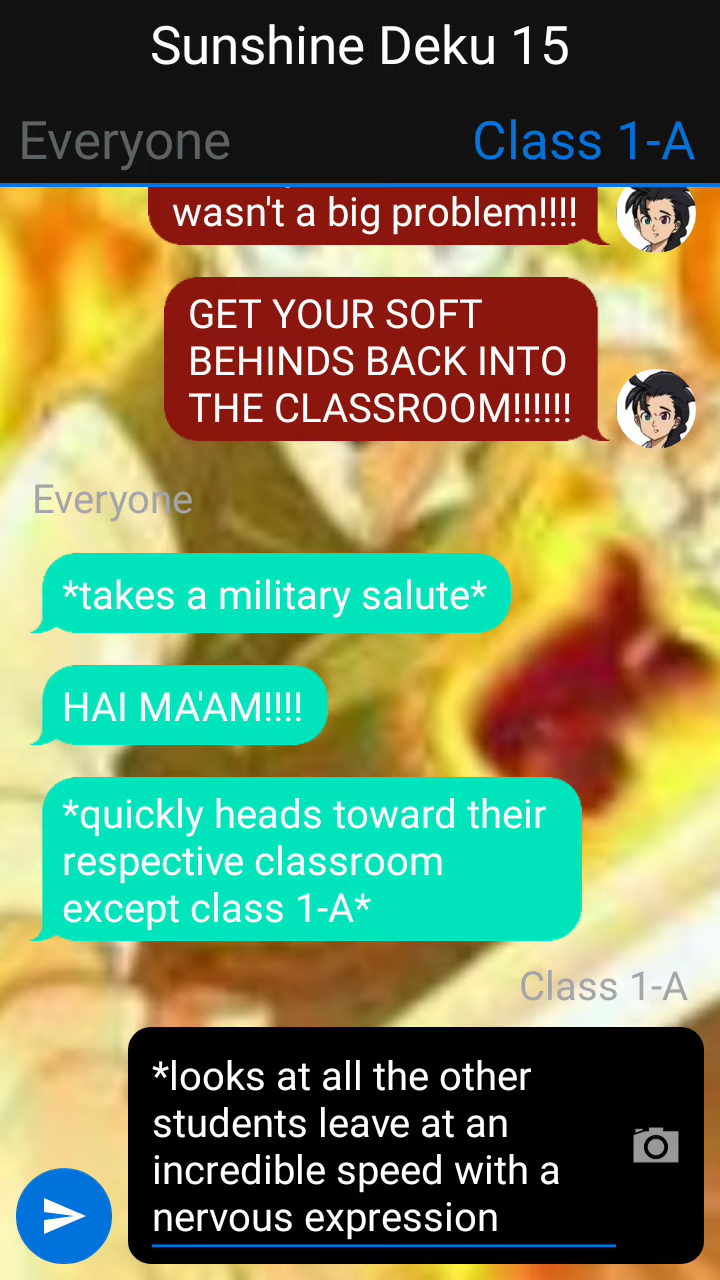 Sunshine Deku 15
Everyone Class 1-A
wasn't a big problem!!!!
GET YOUR SOFT
BEHINDS BACK INTO
THE CLASSROOM!!!!!!
Everyone
*takes a military salute*
HAI MA'AM!!!!
*quickly heads toward their
respective classroom
except class 1-A*
Class 1-A
*looks at all the other
students leave at an
incredible speed with a
nervous expression